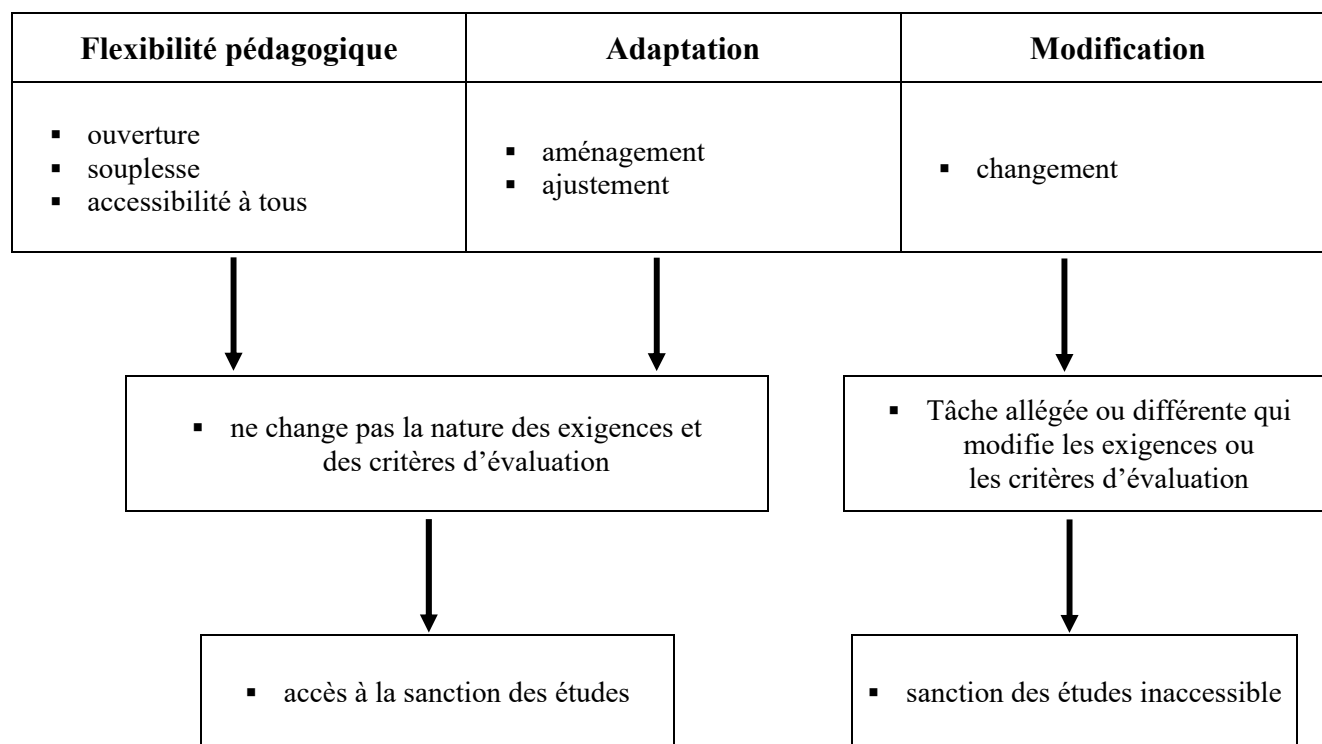 Flexibilité pédagogique
Adaptation
Modification
▪ ouverture
▪ souplesse
▪ accessibilité à tous
▪ aménagement
▪ ajustement
▪ changement
▪ ne change pas la nature des exigences et
des critères d’évaluation
▪ Tâche allégée ou différente qui
modifie les exigences ou
les critères d’évaluation
▪ accès à la sanction des études
▪ sanction des études inaccessible